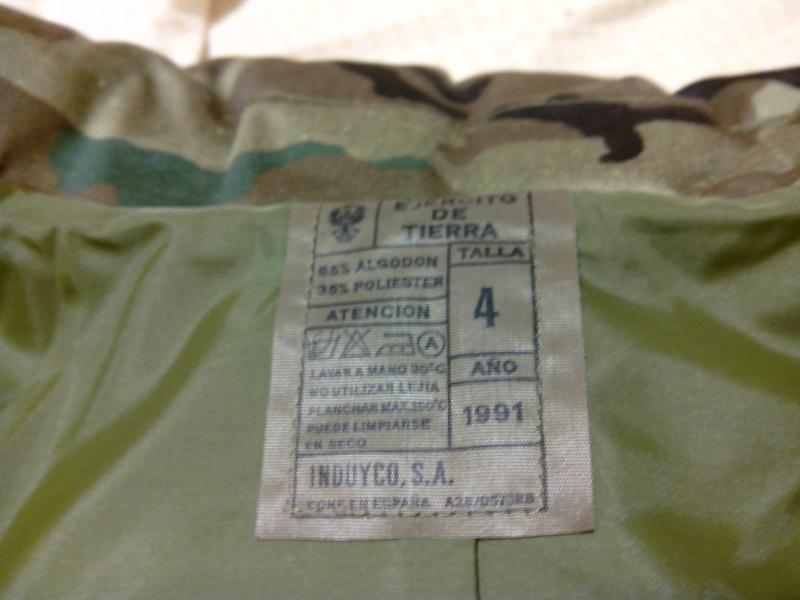 EJERCITO
DE
TIERRA
65% ALGODON
35% POLIESTER
TALLA
4
ATENCION
A
LAVAR A MANO 30°C
NO UTILIZAR LEJIA
PLANCHAR MAX. 150°C
PUEDE LIMPIARSE
EN SECO
AÑO
1991
INDUYCO, S.A.
CONF. EN ESPAÑA